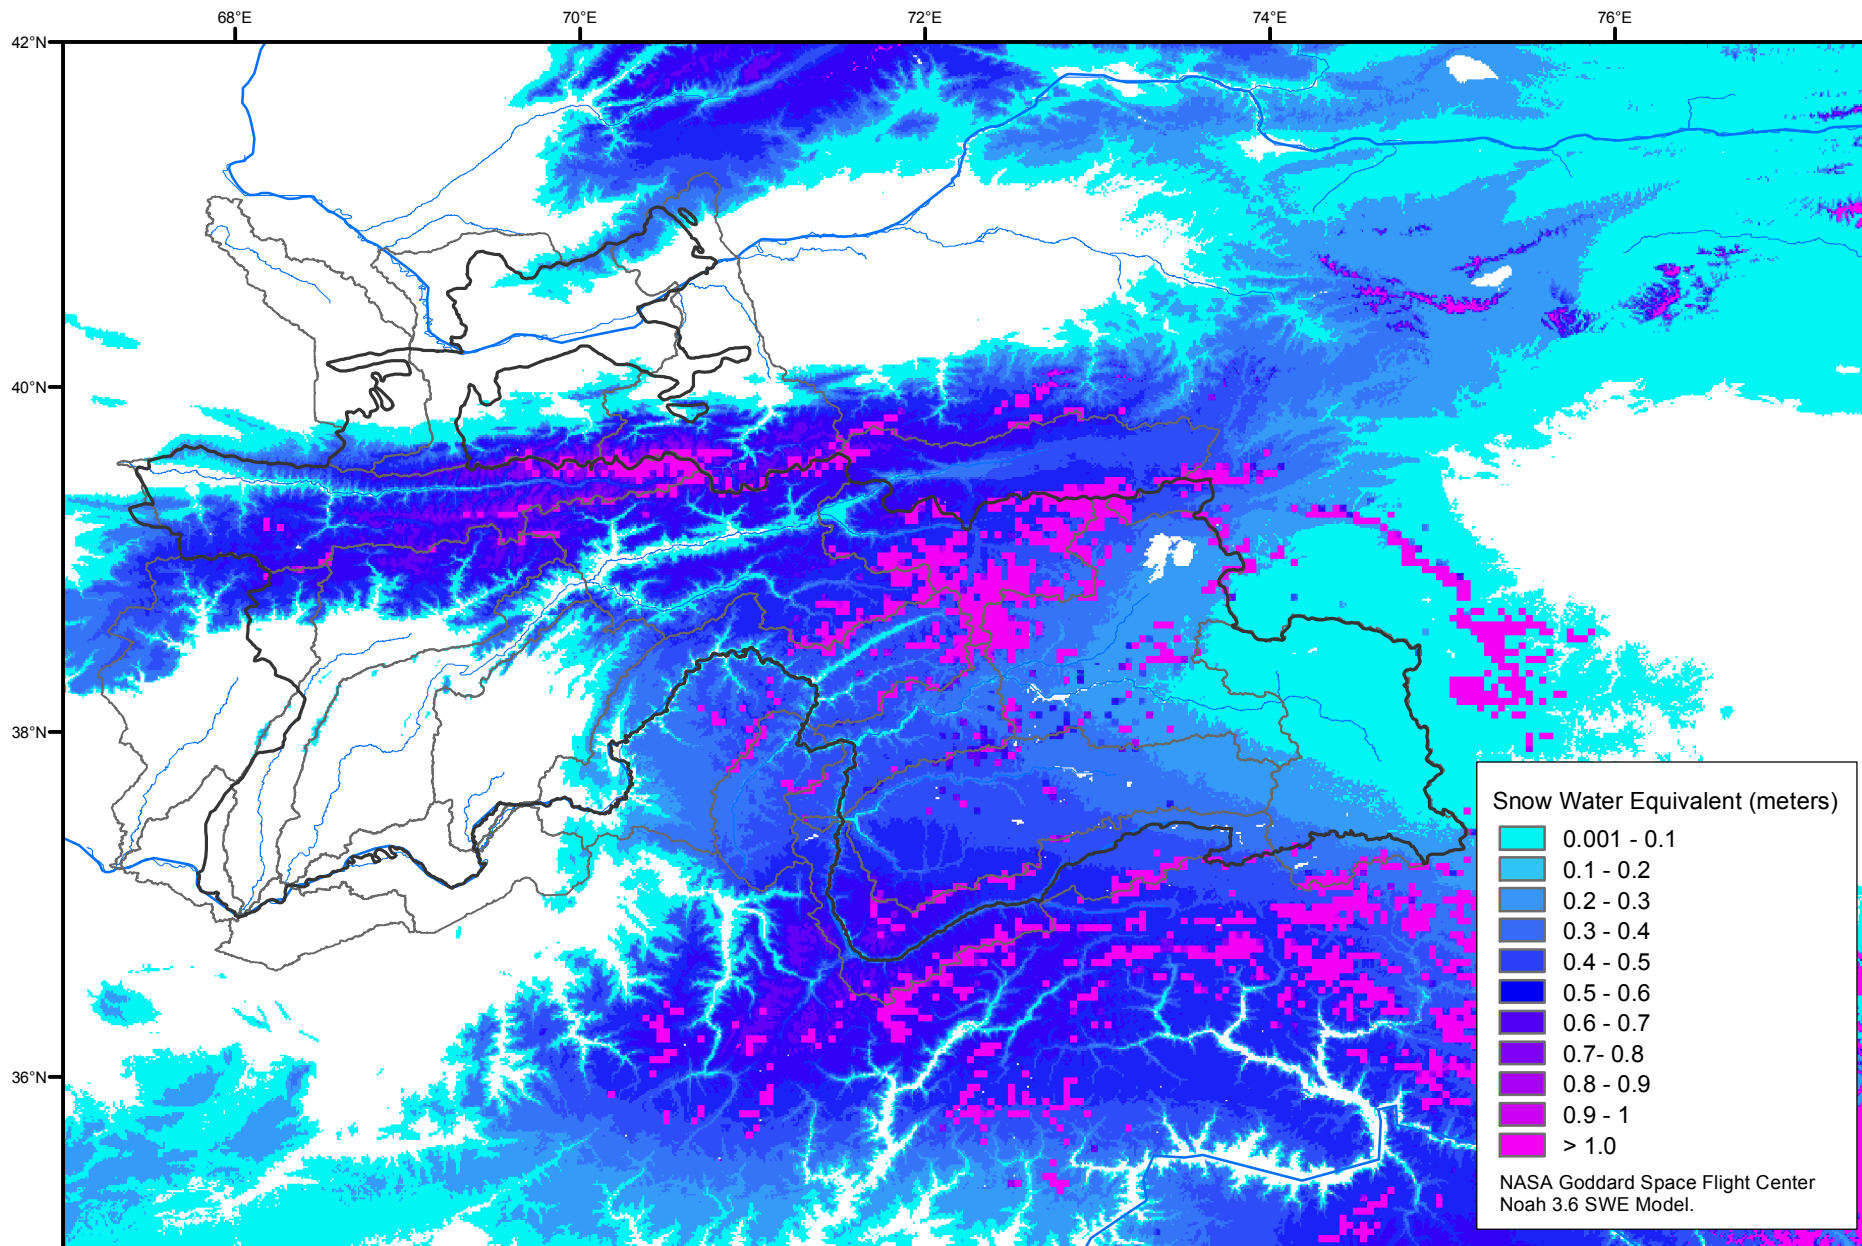 68°E 70°E 72°E 74°E 76°E
42°N
40°N
38°N
36°N
Snow Water Equivalent (meters)
0.001 - 0.1
0.1 - 0.2
0.2 - 0.3
0.3 - 0.4
0.4 - 0.5
0.5 - 0.6
0.6 - 0.7
0.7- 0.8
0.8 - 0.9
0.9 - 1
> 1.0
NASA Goddard Space Flight Center
Noah 3.6 SWE Model.